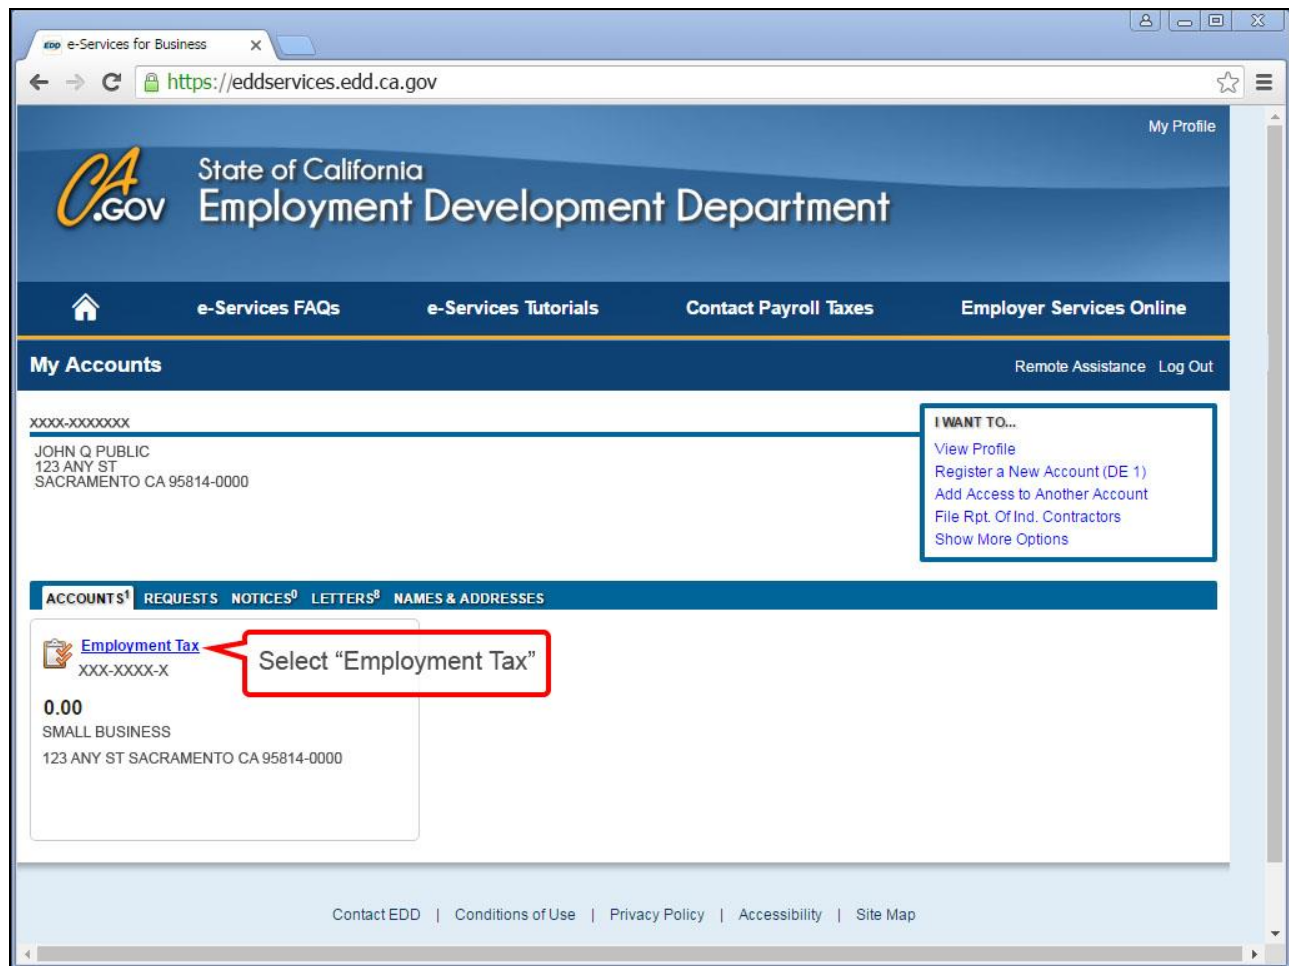 EDD e-Services for Business
https://eddservices.edd.ca.gov
My Profile
CA.GOV
State of California
Employment Development Department
e-Services FAQs e-Services Tutorials Contact Payroll Taxes Employer Services Online
My Accounts Remote Assistance Log Out
XXXX-XXXXXXX
JOHN Q PUBLIC
123 ANY ST
SACRAMENTO CA 95814-0000
I WANT TO...
View Profile
Register a New Account (DE 1)
Add Access to Another Account
File Rpt. Of Ind. Contractors
Show More Options
ACCOUNTS¹ REQUESTS NOTICES⁰ LETTERS⁸ NAMES & ADDRESSES
Employment Tax
XXX-XXXX-X
Select “Employment Tax”
0.00
SMALL BUSINESS
123 ANY ST SACRAMENTO CA 95814-0000
Contact EDD | Conditions of Use | Privacy Policy | Accessibility | Site Map